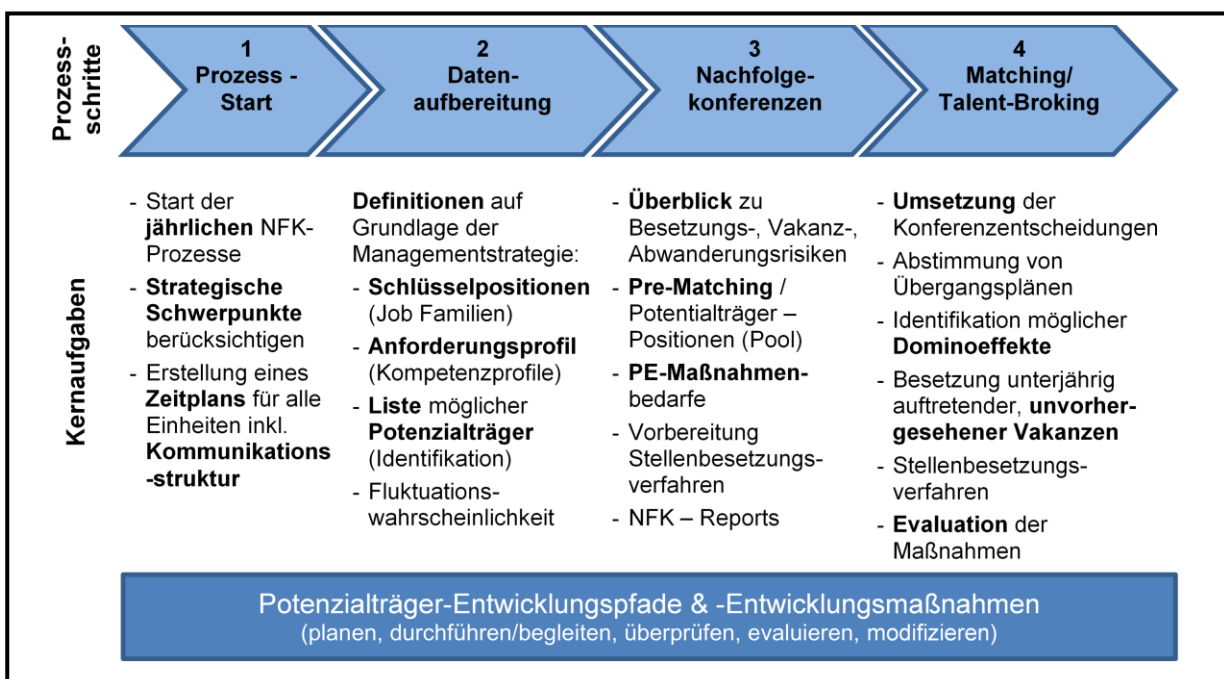 Prozess-
schritte
1
Prozess -
Start
2
Daten-
aufbereitung
3
Nachfolge-
konferenzen
4
Matching/
Talent-Broking
Kernaufgaben
- Start der
jährlichen NFK-
Prozesse
- Strategische
Schwerpunkte
berücksichtigen
- Erstellung eines
Zeitplans für alle
Einheiten inkl.
Kommunikations
-struktur
Definitionen auf
Grundlage der
Managementstrategie:
- Schlüsselpositionen
(Job Familien)
- Anforderungsprofil
(Kompetenzprofile)
- Liste möglicher
Potenzialträger
(Identifikation)
- Fluktuations-
wahrscheinlichkeit
- Überblick zu
Besetzungs-, Vakanz-,
Abwanderungsrisiken
- Pre-Matching /
Potentialträger –
Positionen (Pool)
- PE-Maßnahmen-
bedarfe
- Vorbereitung
Stellenbesetzungs-
verfahren
- NFK – Reports
- Umsetzung der
Konferenzentscheidungen
- Abstimmung von
Übergangsplänen
- Identifikation möglicher
Dominoeffekte
- Besetzung unterjährig
auftretender, unvorher-
gesehener Vakanzen
- Stellenbesetzungs-
verfahren
- Evaluation der
Maßnahmen
Potenzialträger-Entwicklungspfade & -Entwicklungsmaßnahmen
(planen, durchführen/begleiten, überprüfen, evaluieren, modifizieren)